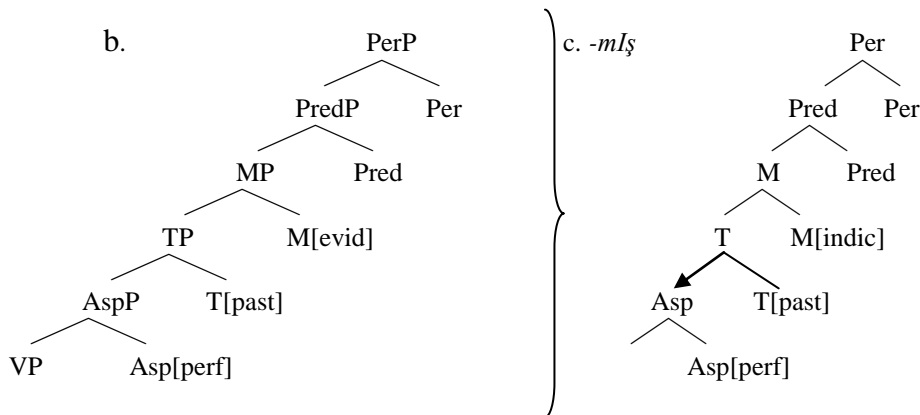 b. PerP c. -mIş Per
PredP Per Pred Per
MP Pred M Pred
TP M[evid] T M[indic]
AspP T[past] Asp T[past]
VP Asp[perf] Asp[perf]